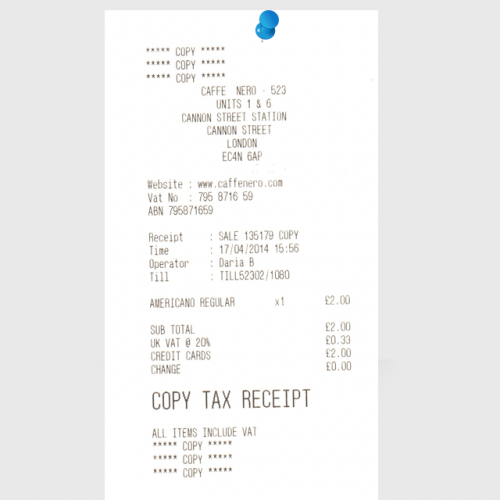 ***** COPY *****
***** COPY *****
***** COPY *****
CAFFE NERO - 523
UNITS 1 & 6
CANNON STREET STATION
CANNON STREET
LONDON
EC4N 6AP
Website : www.caffenero.com
Vat No : 795 8716 59
ABN 795871659
Receipt : SALE 135179 COPY
Time : 17/04/2014 15:56
Operator : Daria B
Till : TILL52302/1080
AMERICANO REGULAR x1 £2.00
SUB TOTAL £2.00
UK VAT @ 20% £0.33
CREDIT CARDS £2.00
CHANGE £0.00
COPY TAX RECEIPT
ALL ITEMS INCLUDE VAT
***** COPY *****
***** COPY *****
***** COPY *****